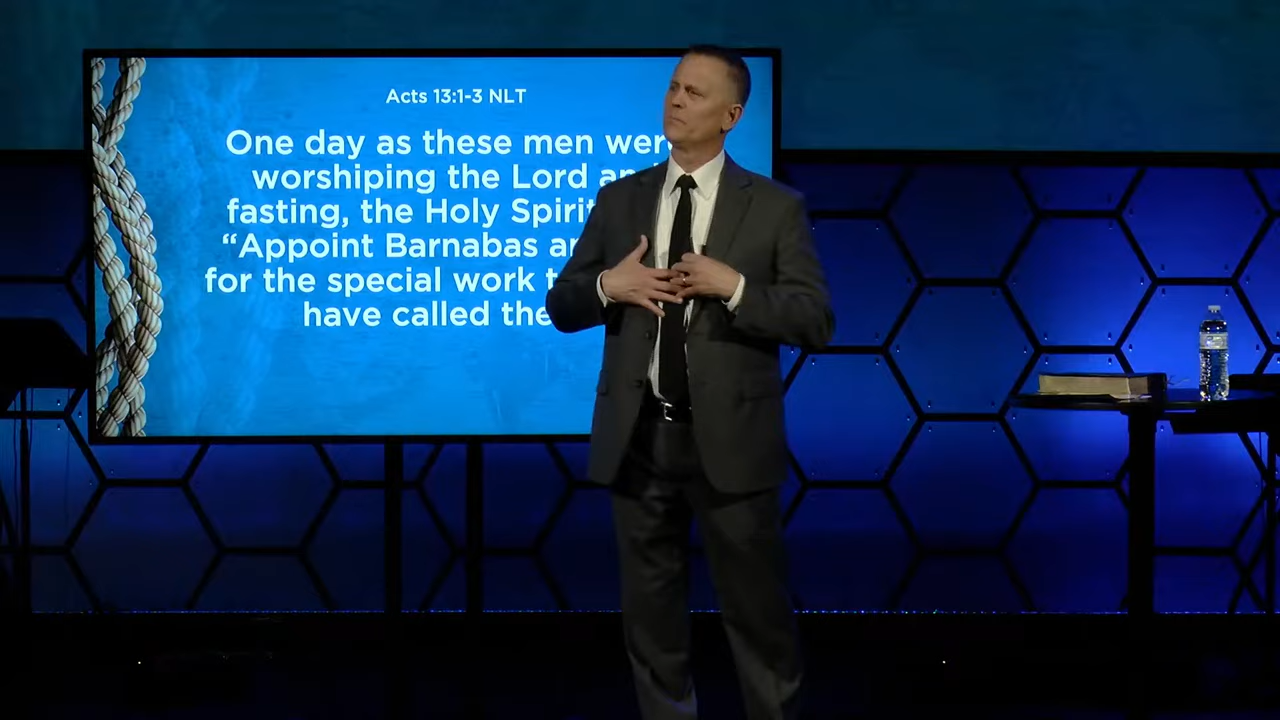 Acts 13:1-3 NLT
One day as these men were
worshiping the Lord an
fasting, the Holy Spirit
“Appoint Barnabas a
for the special work t
have called the